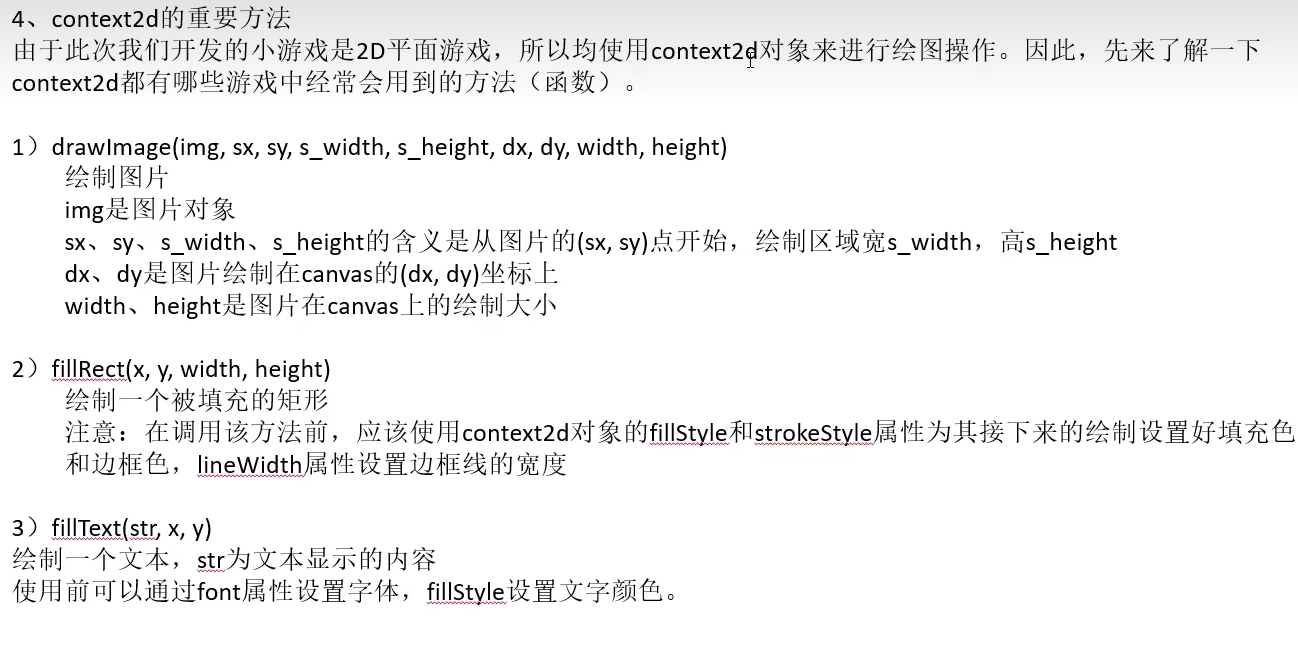 4、context2d的重要方法
由于此次我们开发的小游戏是2D平面游戏，所以均使用context2d对象来进行绘图操作。因此，先来了解一下
context2d都有哪些游戏中经常会用到的方法（函数）。
1）drawImage(img, sx, sy, s_width, s_height, dx, dy, width, height)
绘制图片
img是图片对象
sx、sy、s_width、s_height的含义是从图片的(sx, sy)点开始，绘制区域宽s_width，高s_height
dx、dy是图片绘制在canvas的(dx, dy)坐标上
width、height是图片在canvas上的绘制大小
2）fillRect(x, y, width, height)
绘制一个被填充的矩形
注意：在调用该方法前，应该使用context2d对象的fillStyle和strokeStyle属性为其接下来的绘制设置好填充色
和边框色，lineWidth属性设置边框线的宽度
3）fillText(str, x, y)
绘制一个文本，str为文本显示的内容
使用前可以通过font属性设置字体，fillStyle设置文字颜色。